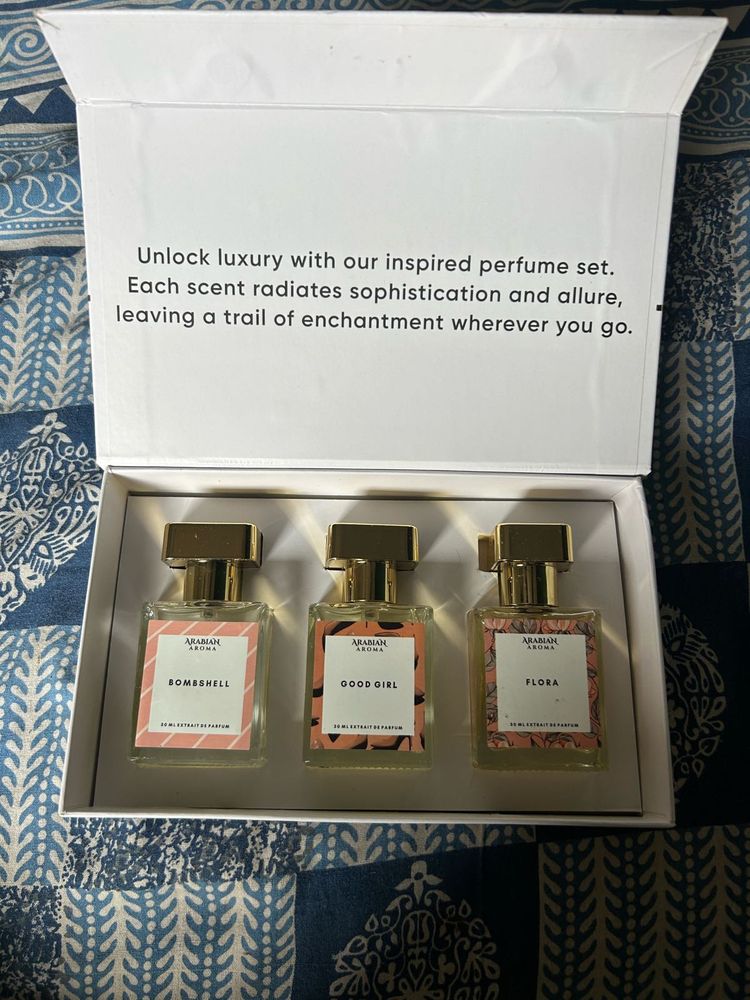 Unlock luxury with our inspired perfume set.
Each scent radiates sophistication and allure,
leaving a trail of enchantment wherever you go.
ARABIAN
AROMA
BOMBSHELL
30 ML EXTRAIT DE PARFUM
ARABIAN
AROMA
GOOD GIRL
30 ML EXTRAIT DE PARFUM
ARABIAN
AROMA
FLORA
30 ML EXTRAIT DE PARFUM